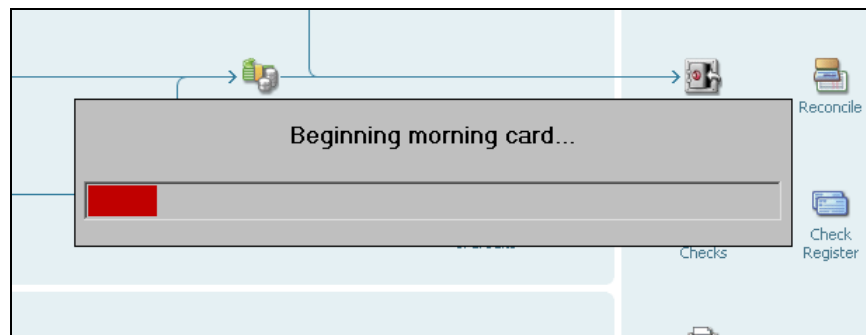 Beginning morning card...
Reconcile
Checks
Check
Register